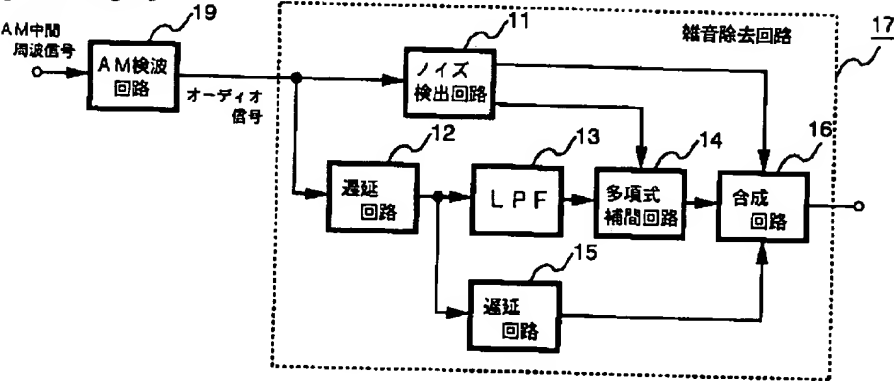 AM中間
周波信号
19
AM検波
回路
オーディオ
信号
11
ノイズ
検出回路
雑音除去回路
17
12
遅延
回路
13
LPF
14
多項式
補間回路
16
合成
回路
15
遅延
回路